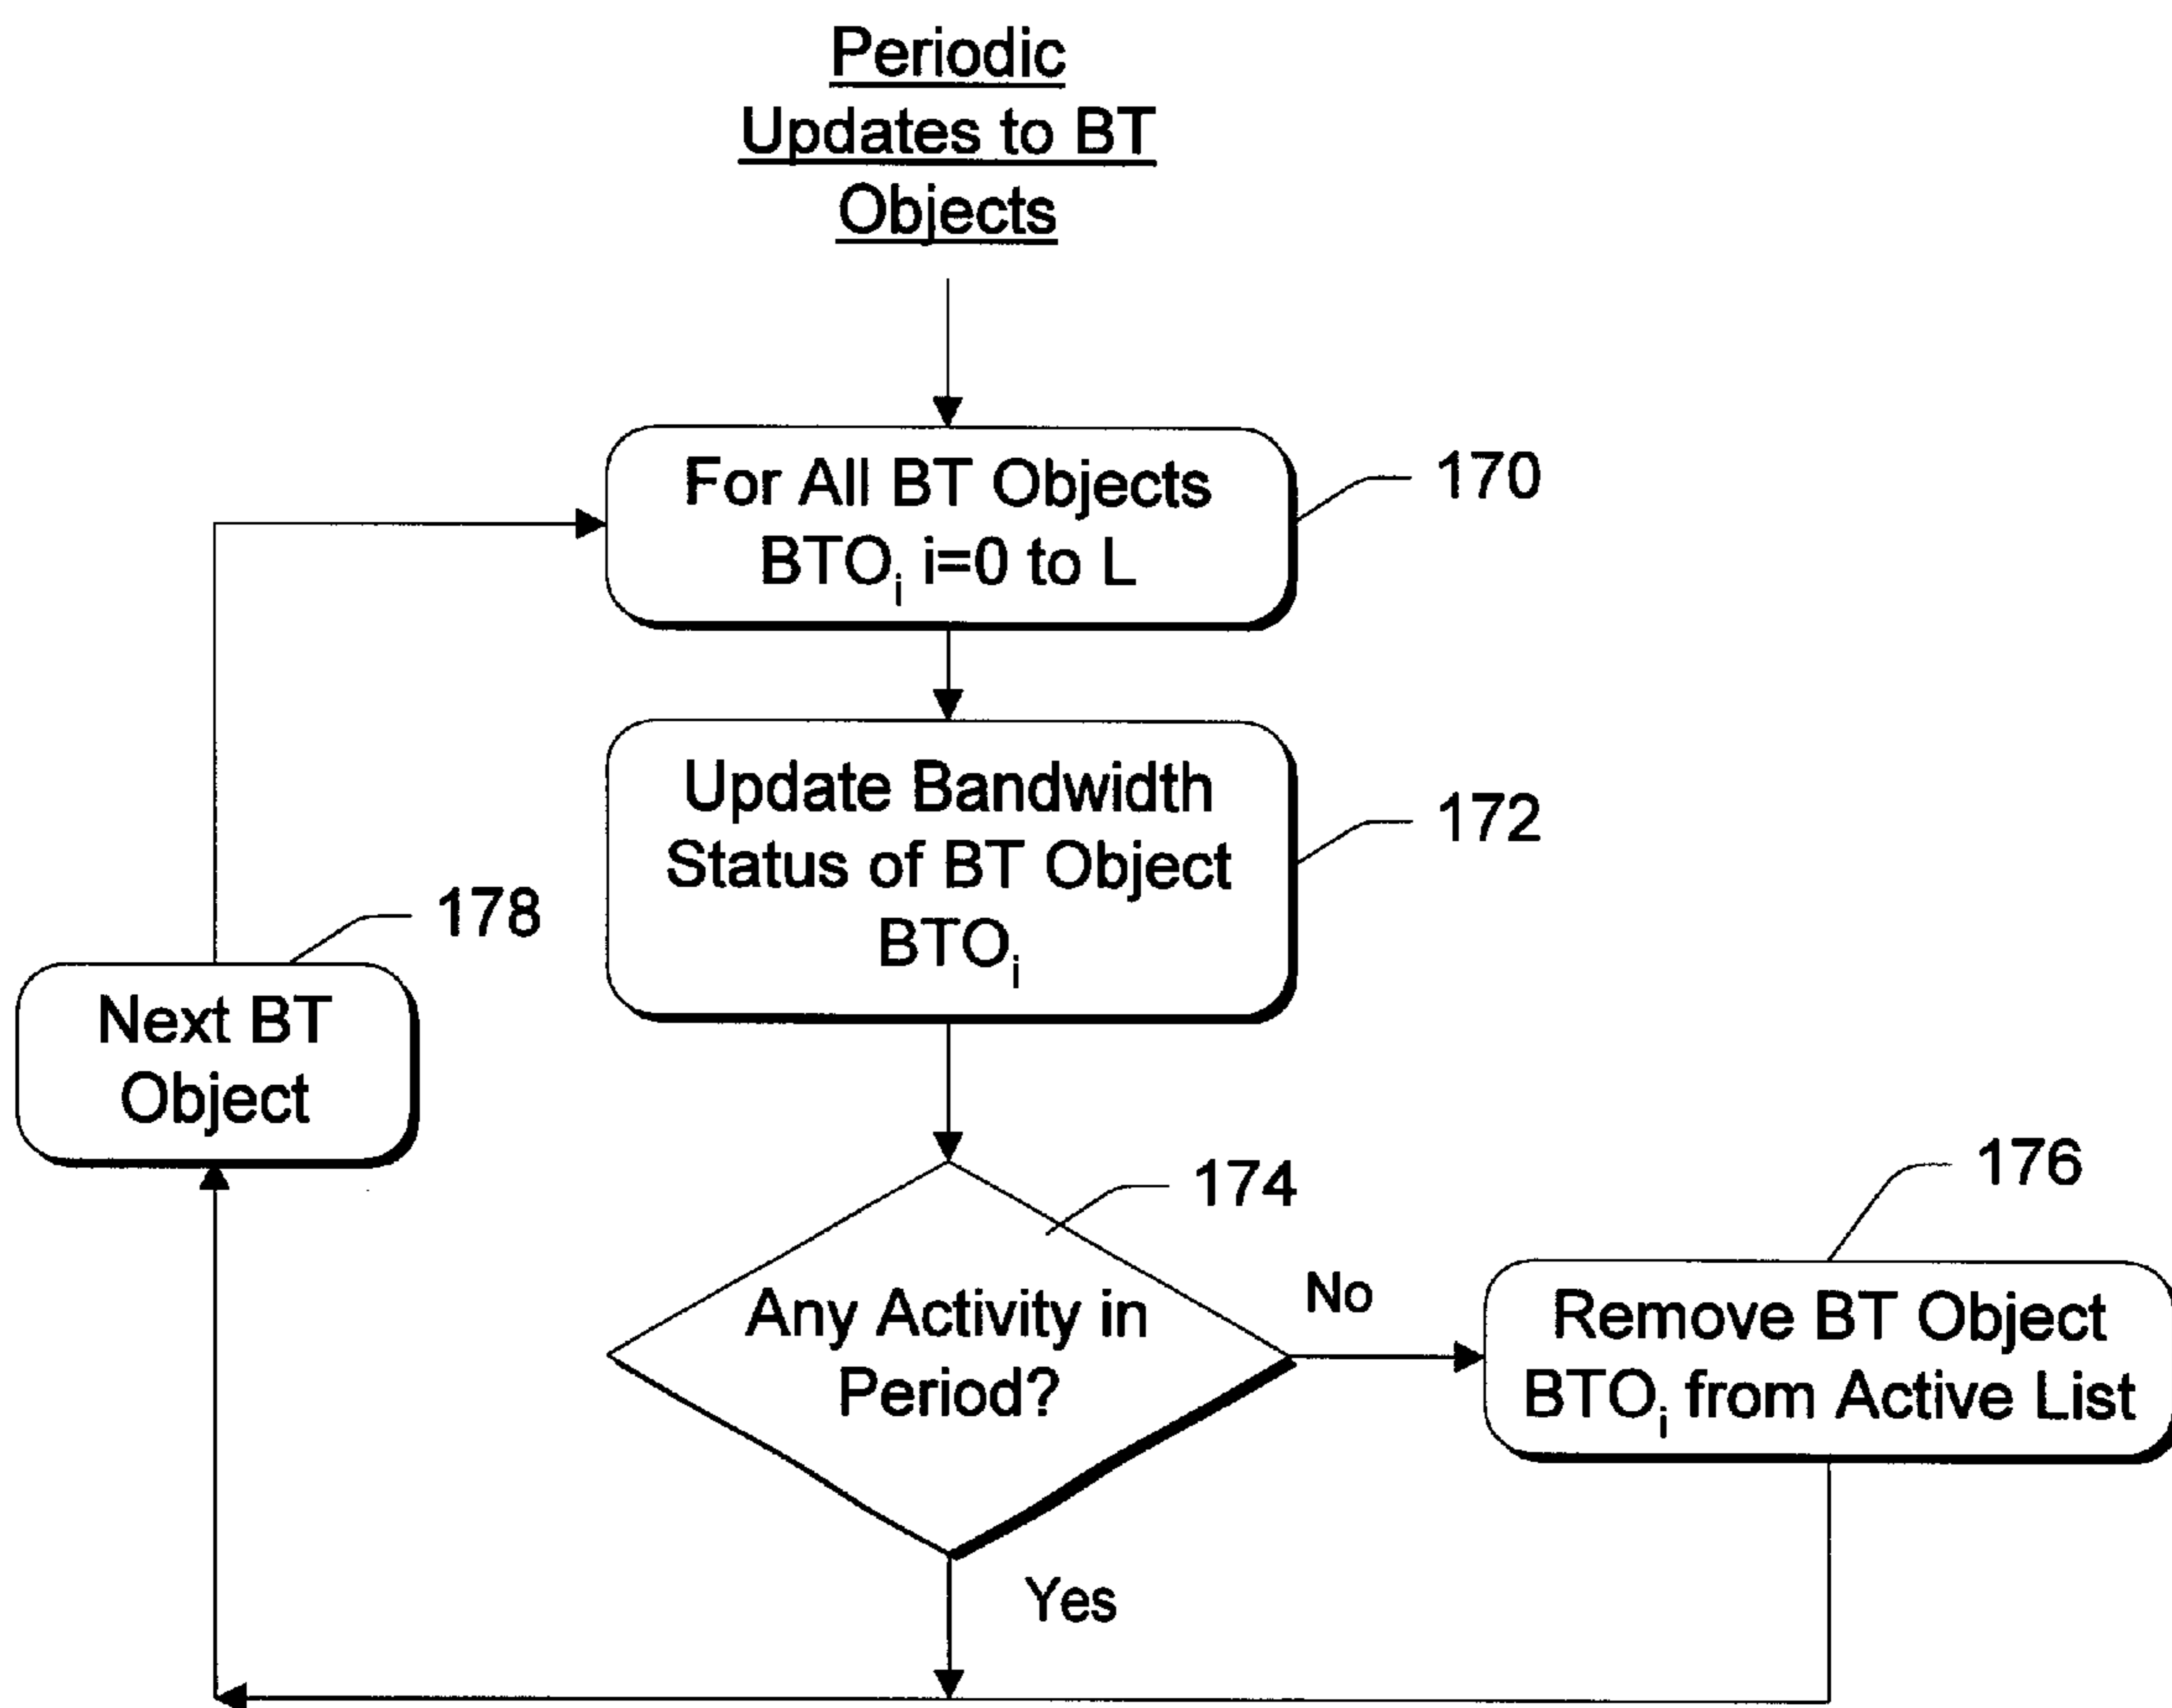 Periodic
Updates to BT
Objects
For All BT Objects
BTOi i=0 to L
170
Update Bandwidth
Status of BT Object
BTOi
172
178
Next BT
Object
174
Any Activity in
Period?
No
176
Remove BT Object
BTOi from Active List
Yes